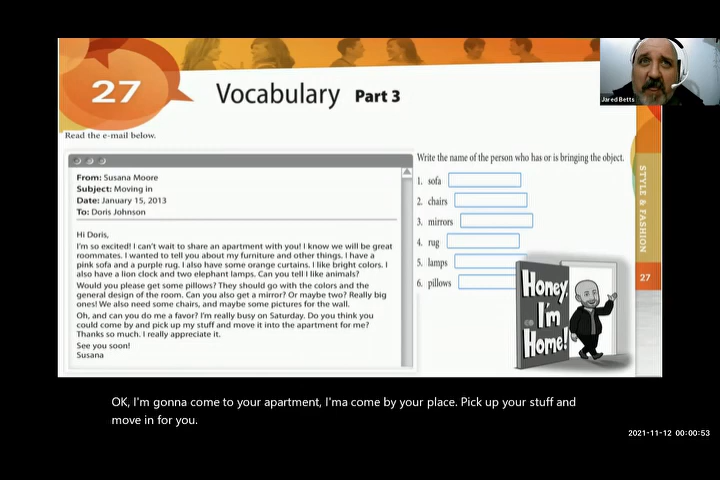 27
Vocabulary Part 3
Jared Betts
Read the e-mail below.
From: Susana Moore
Subject: Moving in
Date: January 15, 2013
To: Doris Johnson
Hi Doris,
I'm so excited! I can't wait to share an apartment with you! I know we will be great
roommates. I wanted to tell you about my furniture and other things. I have a
pink sofa and a purple rug. I also have some orange curtains. I like bright colors. I
also have a lion clock and two elephant lamps. Can you tell I like animals?
Would you please get some pillows? They should go with the colors and the
general design of the room. Can you also get a mirror? Or maybe two? Really big
ones! We also need some chairs, and maybe some pictures for the wall.
Oh, and can you do me a favor? I'm really busy on Saturday. Do you think you
could come by and pick up my stuff and move it into the apartment for me?
Thanks so much. I really appreciate it.
See you soon!
Susana
Write the name of the person who has or is bringing the object.
1. sofa
2. chairs
3. mirrors
4. rug
5. lamps
6. pillows
Honey,
I'm
Home!
STYLE & FASHION
27
OK, I'm gonna come to your apartment, I'ma come by your place. Pick up your stuff and
move in for you.
2021-11-12 00:00:53